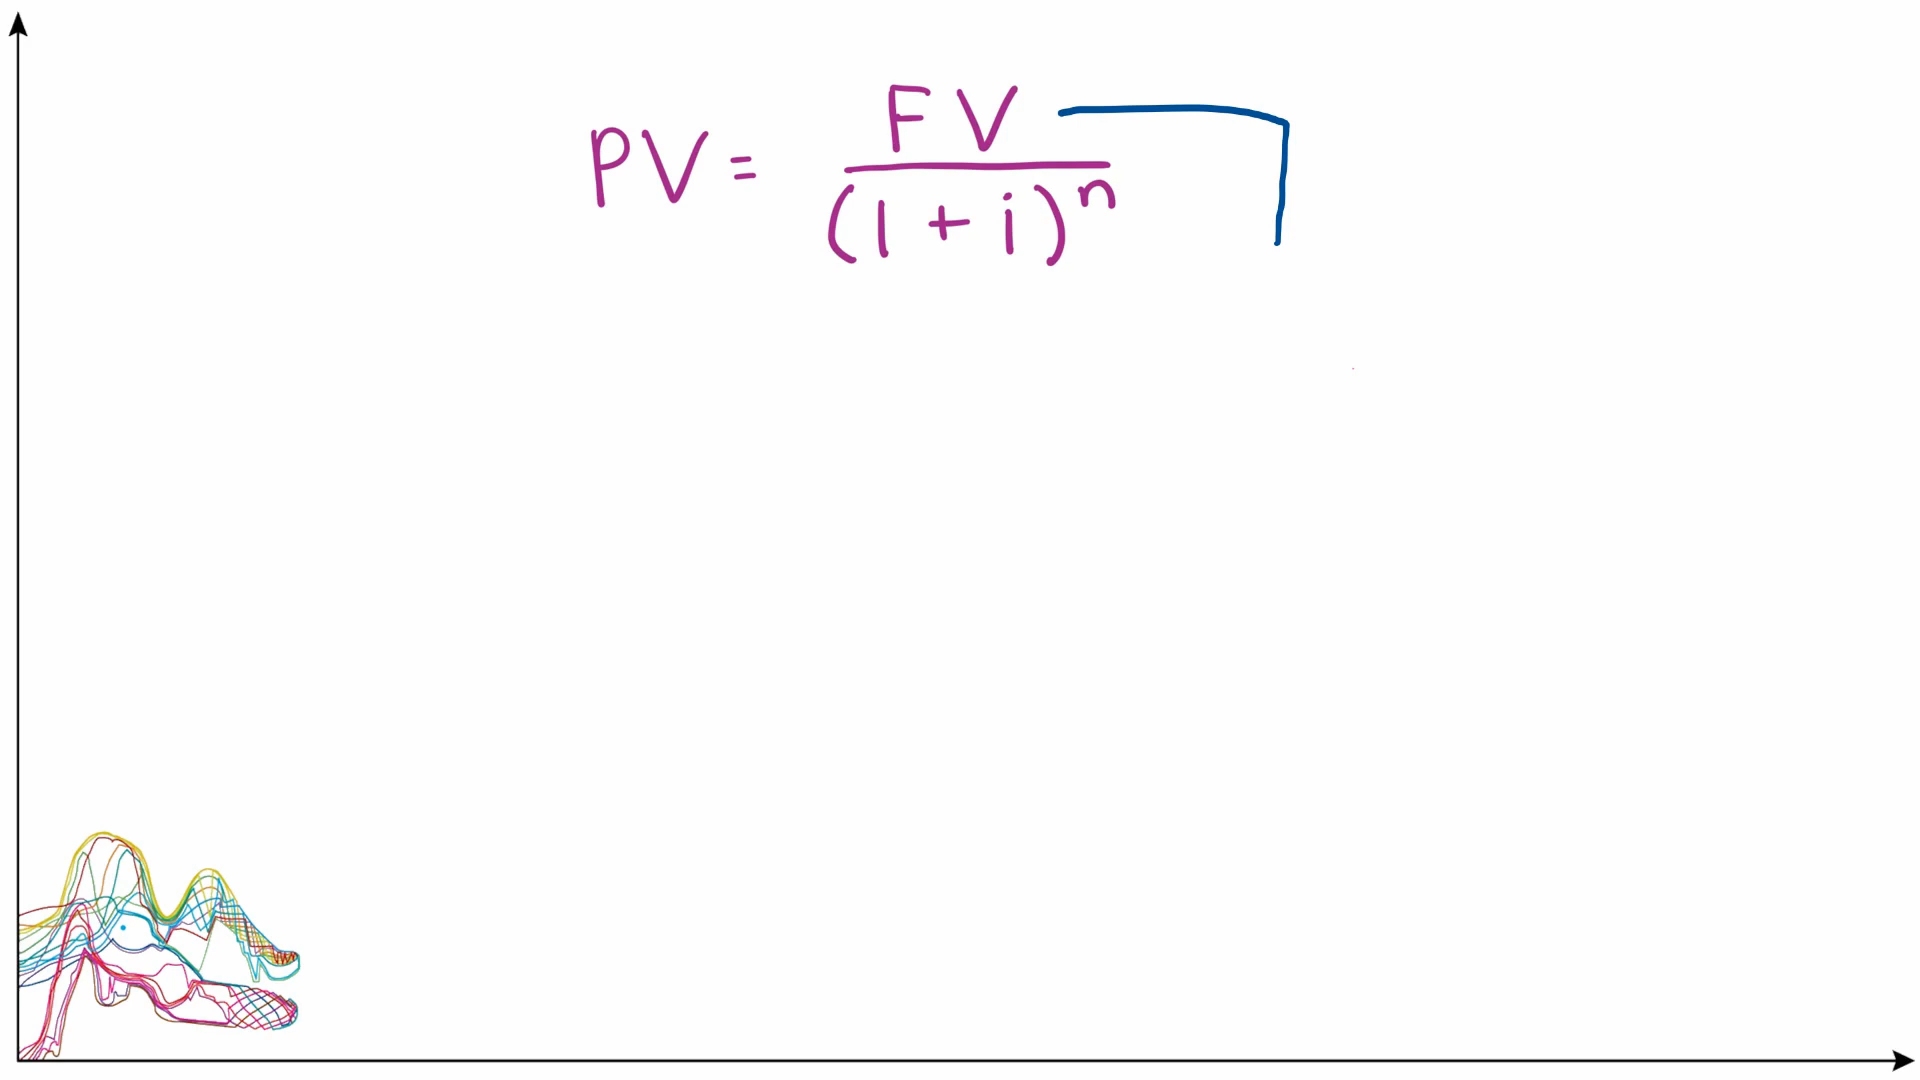 PV = FV
(1 + i)^n